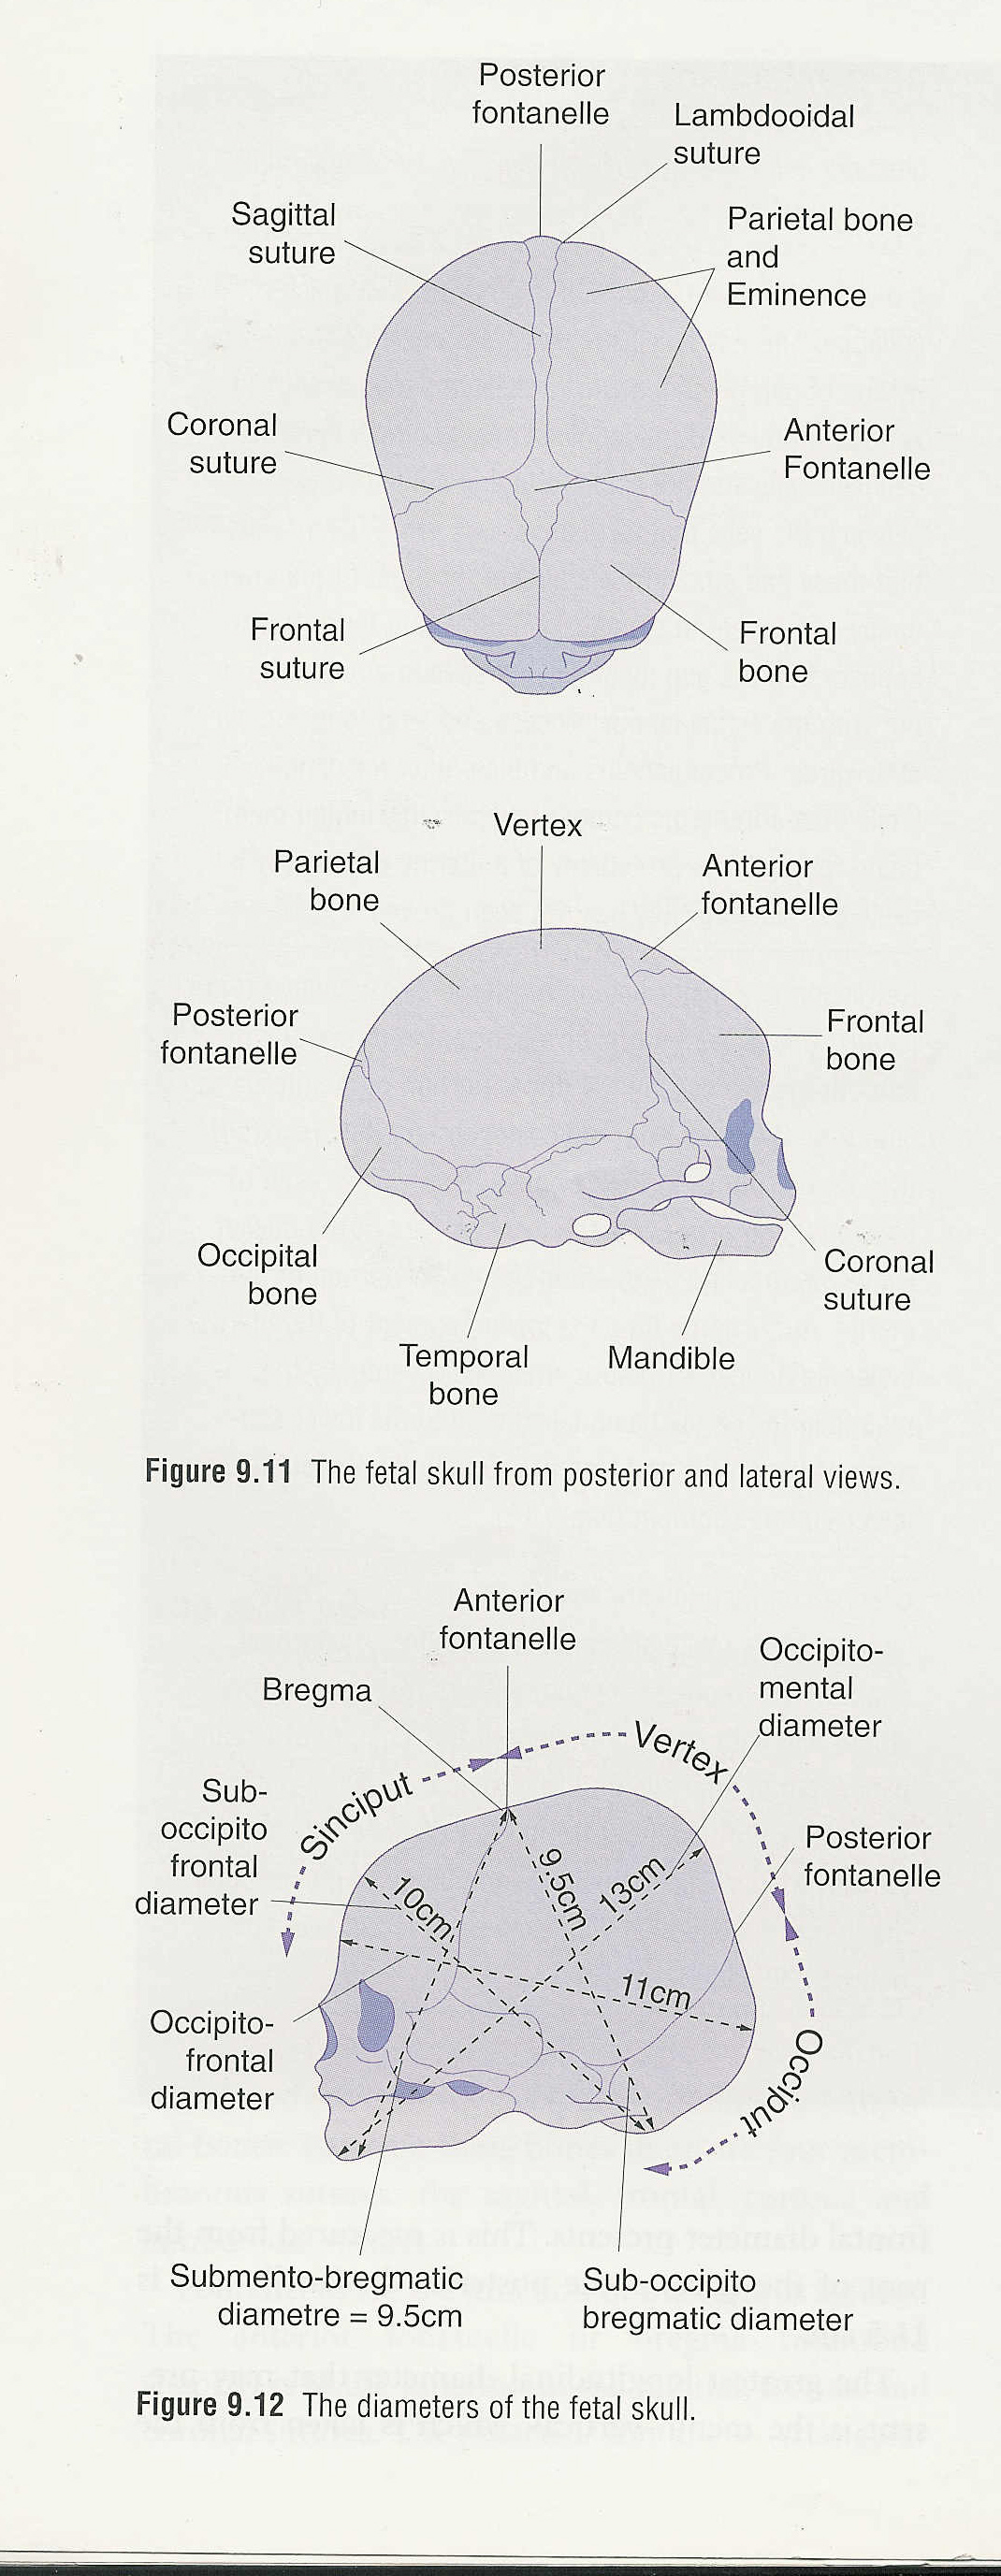 Posterior
fontanelle
Lambdooidal
suture
Sagittal
suture
Parietal bone
and
Eminence
Coronal
suture
Anterior
Fontanelle
Frontal
suture
Frontal
bone
Vertex
Parietal
bone
Anterior
fontanelle
Posterior
fontanelle
Frontal
bone
Occipital
bone
Coronal
suture
Temporal
bone
Mandible
Figure 9.11 The fetal skull from posterior and lateral views.
Anterior
fontanelle
Occipito-
mental
diameter
Bregma
Vertex
Sinciput
Sub-
occipito
frontal
diameter
Posterior
fontanelle
10cm
9.5cm
13cm
11cm
Occipito-
frontal
diameter
Occiput
Submento-bregmatic
diametre = 9.5cm
Sub-occipito
bregmatic diameter
Figure 9.12 The diameters of the fetal skull.